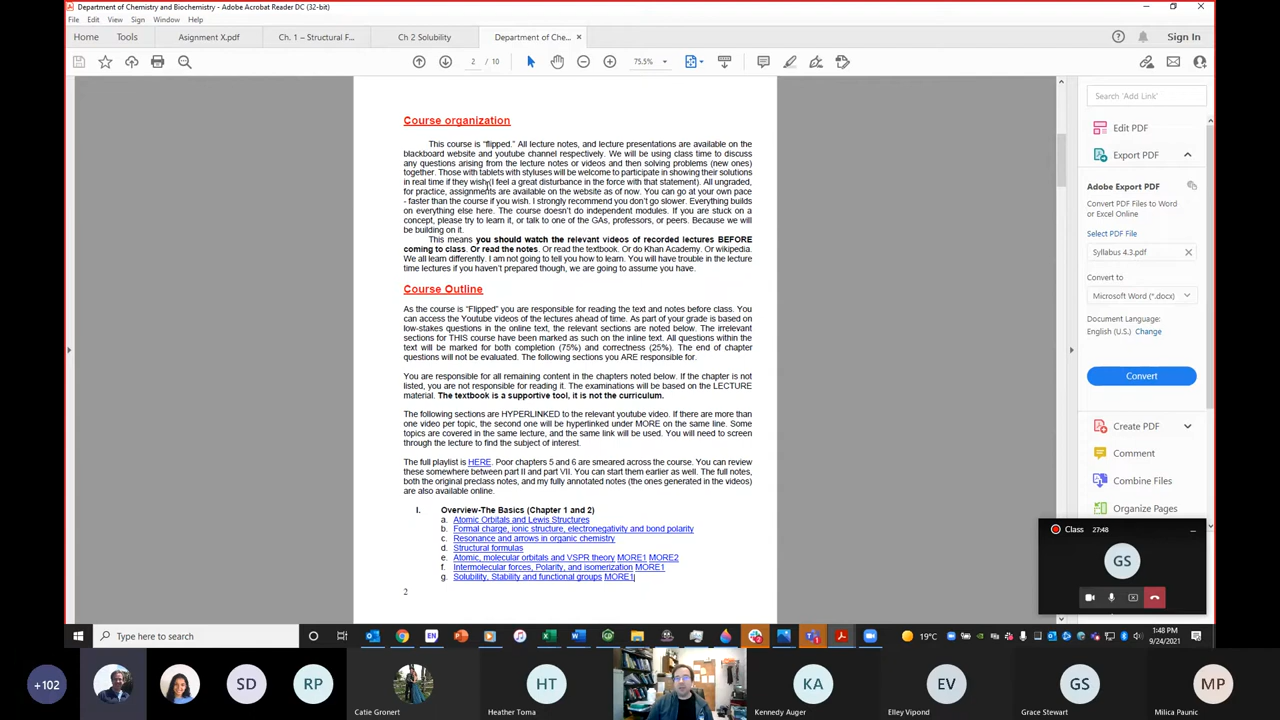 Department of Chemistry and Biochemistry - Adobe Acrobat Reader DC (32-bit)
File Edit View Sign Window Help
Home Tools Asignment X.pdf Ch. 1 – Structural F... Ch 2 Solubility Department of Che... × Sign In
2 / 10 75.5%
Course organization
This course is “flipped.” All lecture notes, and lecture presentations are available on the
blackboard website and youtube channel respectively. We will be using class time to discuss
any questions arising from the lecture notes or videos and then solving problems (new ones)
together. Those with tablets with styluses will be welcome to participate in showing their solutions
in real time if they wish(I feel a great disturbance in the force with that statement). All ungraded,
for practice, assignments are available on the website as of now. You can go at your own pace
- faster than the course if you wish. I strongly recommend you don’t go slower. Everything builds
on everything else here. The course doesn’t do independent modules. If you are stuck on a
concept, please try to learn it, or talk to one of the GAs, professors, or peers. Because we will
be building on it.
This means you should watch the relevant videos of recorded lectures BEFORE
coming to class. Or read the notes. Or read the textbook. Or do Khan Academy. Or wikipedia.
We all learn differently. I am not going to tell you how to learn. You will have trouble in the lecture
time lectures if you haven’t prepared though, we are going to assume you have.
Course Outline
As the course is “Flipped” you are responsible for reading the text and notes before class. You
can access the Youtube videos of the lectures ahead of time. As part of your grade is based on
low-stakes questions in the online text, the relevant sections are noted below. The irrelevant
sections for THIS course have been marked as such on the inline text. All questions within the
text will be marked for both completion (75%) and correctness (25%). The end of chapter
questions will not be evaluated. The following sections you ARE responsible for.
You are responsible for all remaining content in the chapters noted below. If the chapter is not
listed, you are not responsible for reading it. The examinations will be based on the LECTURE
material. The textbook is a supportive tool, it is not the curriculum.
The following sections are HYPERLINKED to the relevant youtube video. If there are more than
one video per topic, the second one will be hyperlinked under MORE on the same line. Some
topics are covered in the same lecture, and the same link will be used. You will need to screen
through the lecture to find the subject of interest.
The full playlist is HERE. Poor chapters 5 and 6 are smeared across the course. You can review
these somewhere between part II and part VII. You can start them earlier as well. The full notes,
both the original preclass notes, and my fully annotated notes (the ones generated in the videos)
are also available online.
I. Overview-The Basics (Chapter 1 and 2)
a. Atomic Orbitals and Lewis Structures
b. Formal charge, ionic structure, electronegativity and bond polarity
c. Resonance and arrows in organic chemistry
d. Structural formulas
e. Atomic, molecular orbitals and VSPR theory MORE1 MORE2
f. Intermolecular forces, Polarity, and isomerization MORE1
g. Solubility, Stability and functional groups MORE1
2
Search 'Add Link'
Edit PDF
Export PDF
Adobe Export PDF
Convert PDF Files to Word
or Excel Online
Select PDF File
Syllabus 4.3.pdf ×
Convert to
Microsoft Word (*.docx)
Document Language:
English (U.S.) Change
Convert
Create PDF
Comment
Combine Files
Organize Pages
Class 27:48
GS
Type here to search
EN
19°C
1:48 PM
9/24/2021
+102 SD RP HT KA EV GS MP
Catie Gronert Heather Toma Kennedy Auger Elley Vipond Grace Stewart Milica Paunic